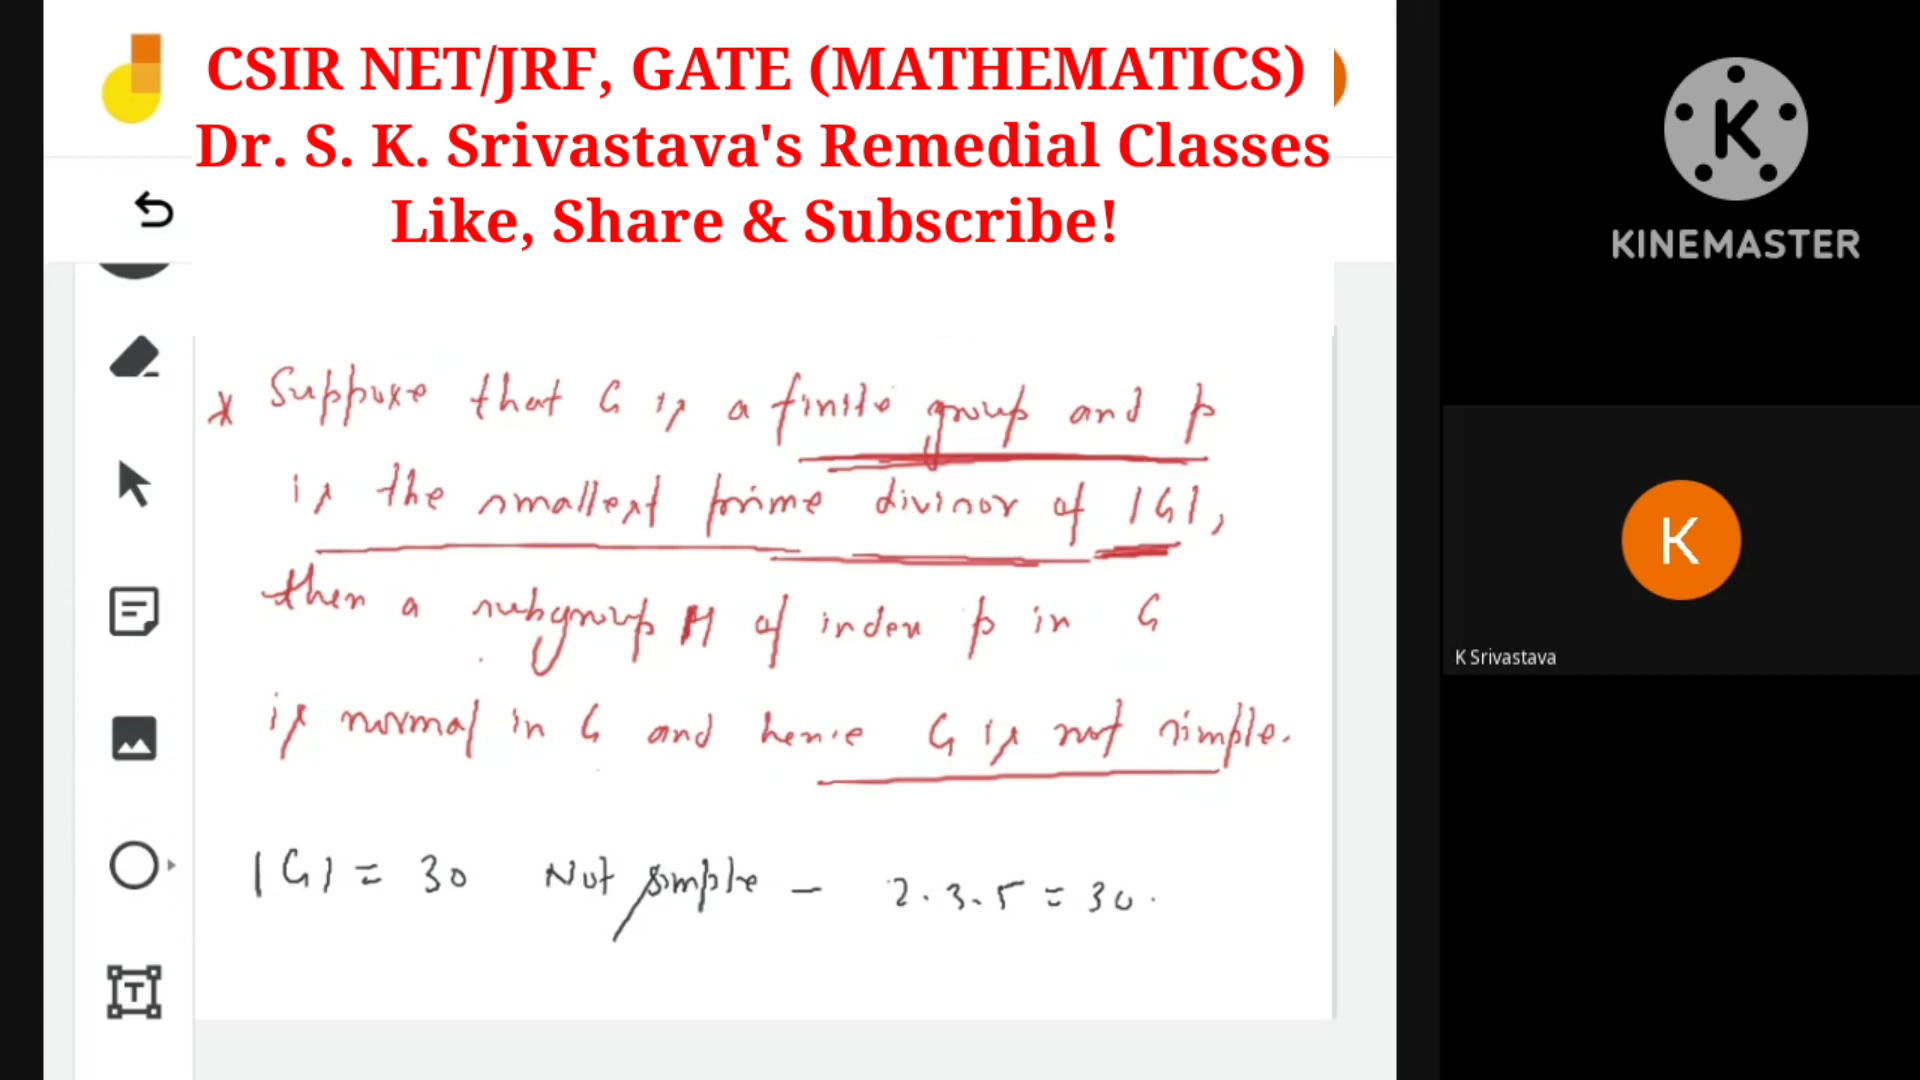 CSIR NET/JRF, GATE (MATHEMATICS)
Dr. S. K. Srivastava's Remedial Classes
Like, Share & Subscribe!
* Suppose that G is a finite group and p
is the smallest prime divisor of |G|,
then a subgroup H of index p in G
is normal in G and hence G is not simple.
|G| = 30 Not simple – 2.3.5 = 30.
T
K
KINEMASTER
K
K Srivastava